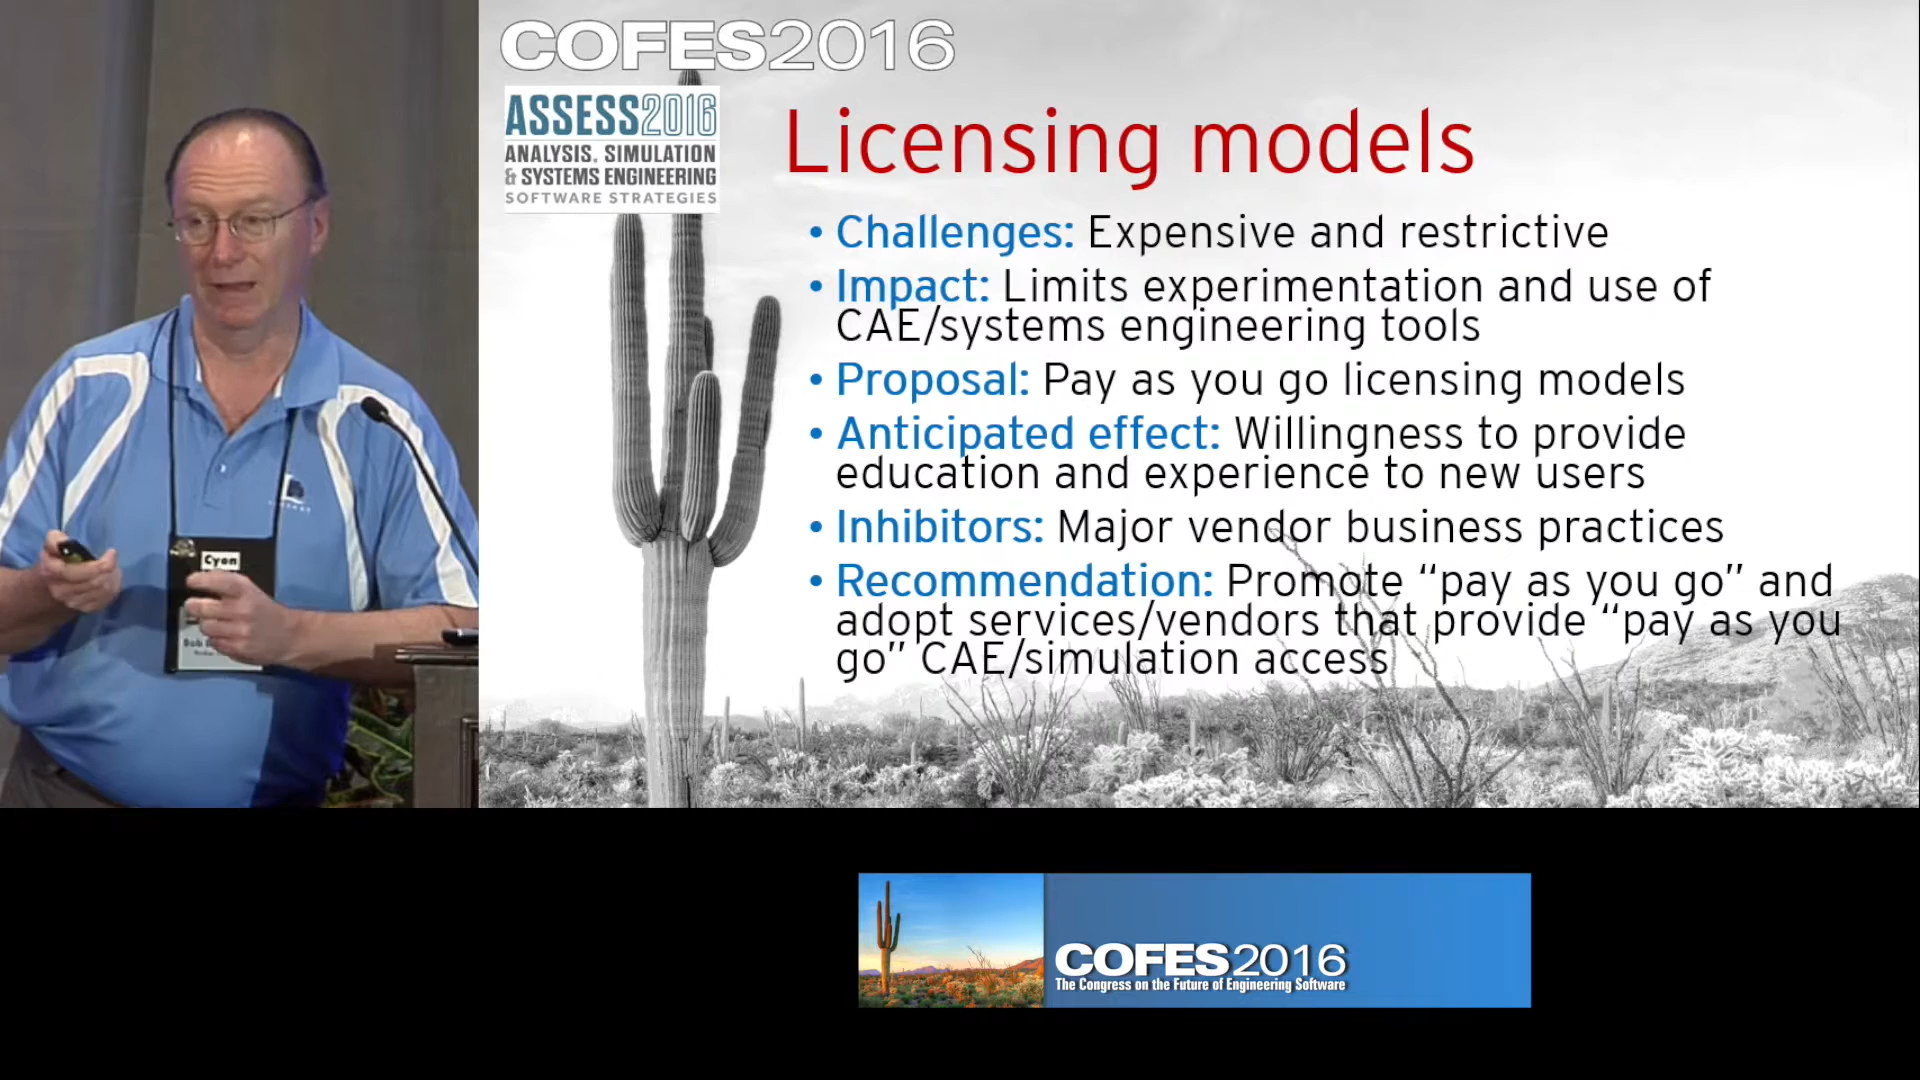 COFES2016
ASSESS2016
ANALYSIS, SIMULATION
& SYSTEMS ENGINEERING
SOFTWARE STRATEGIES
Licensing models
• Challenges: Expensive and restrictive
• Impact: Limits experimentation and use of
CAE/systems engineering tools
• Proposal: Pay as you go licensing models
• Anticipated effect: Willingness to provide
education and experience to new users
• Inhibitors: Major vendor business practices
• Recommendation: Promote “pay as you go” and
adopt services/vendors that provide “pay as you
go” CAE/simulation access
Cyon
Bob
COFES2016
The Congress on the Future of Engineering Software